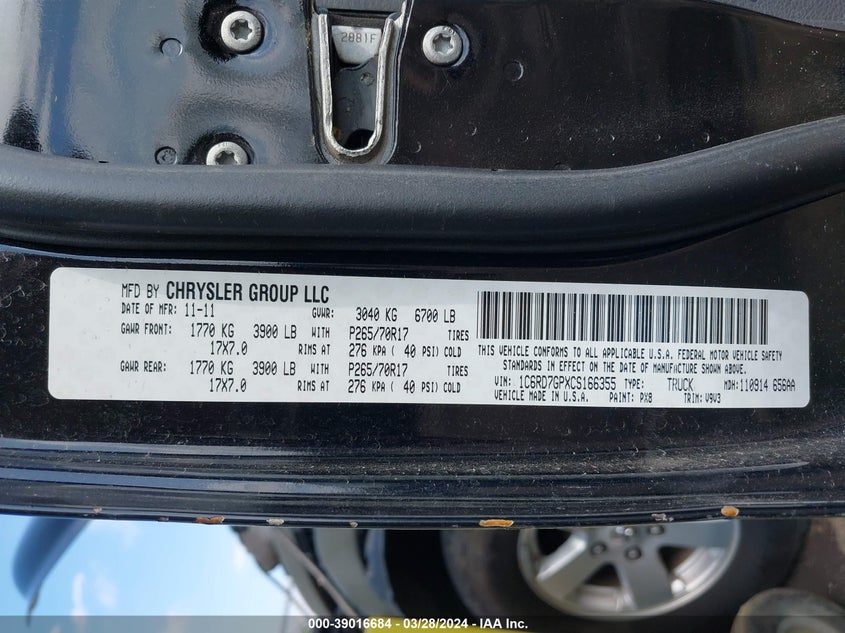 2081F
MFD BY CHRYSLER GROUP LLC
DATE OF MFR: 11-11 GVWR: 3040 KG 6700 LB
GAWR FRONT: 1770 KG 3900 LB WITH P265/70R17 TIRES
17X7.0 RIMS AT 276 KPA ( 40 PSI) COLD
GAWR REAR: 1770 KG 3900 LB WITH P265/70R17 TIRES
17X7.0 RIMS AT 276 KPA ( 40 PSI) COLD
THIS VEHICLE CONFORMS TO ALL APPLICABLE U.S.A. FEDERAL MOTOR VEHICLE SAFETY
STANDARDS IN EFFECT ON THE DATE OF MANUFACTURE SHOWN ABOVE.
VIN: 1C6RD7GPXCS166355 TYPE: TRUCK MDH: 110914 656AA
VEHICLE MADE IN U.S.A. PAINT: PX8 TRIM: V9V3
000-39016684 - 03/28/2024 - IAA Inc.